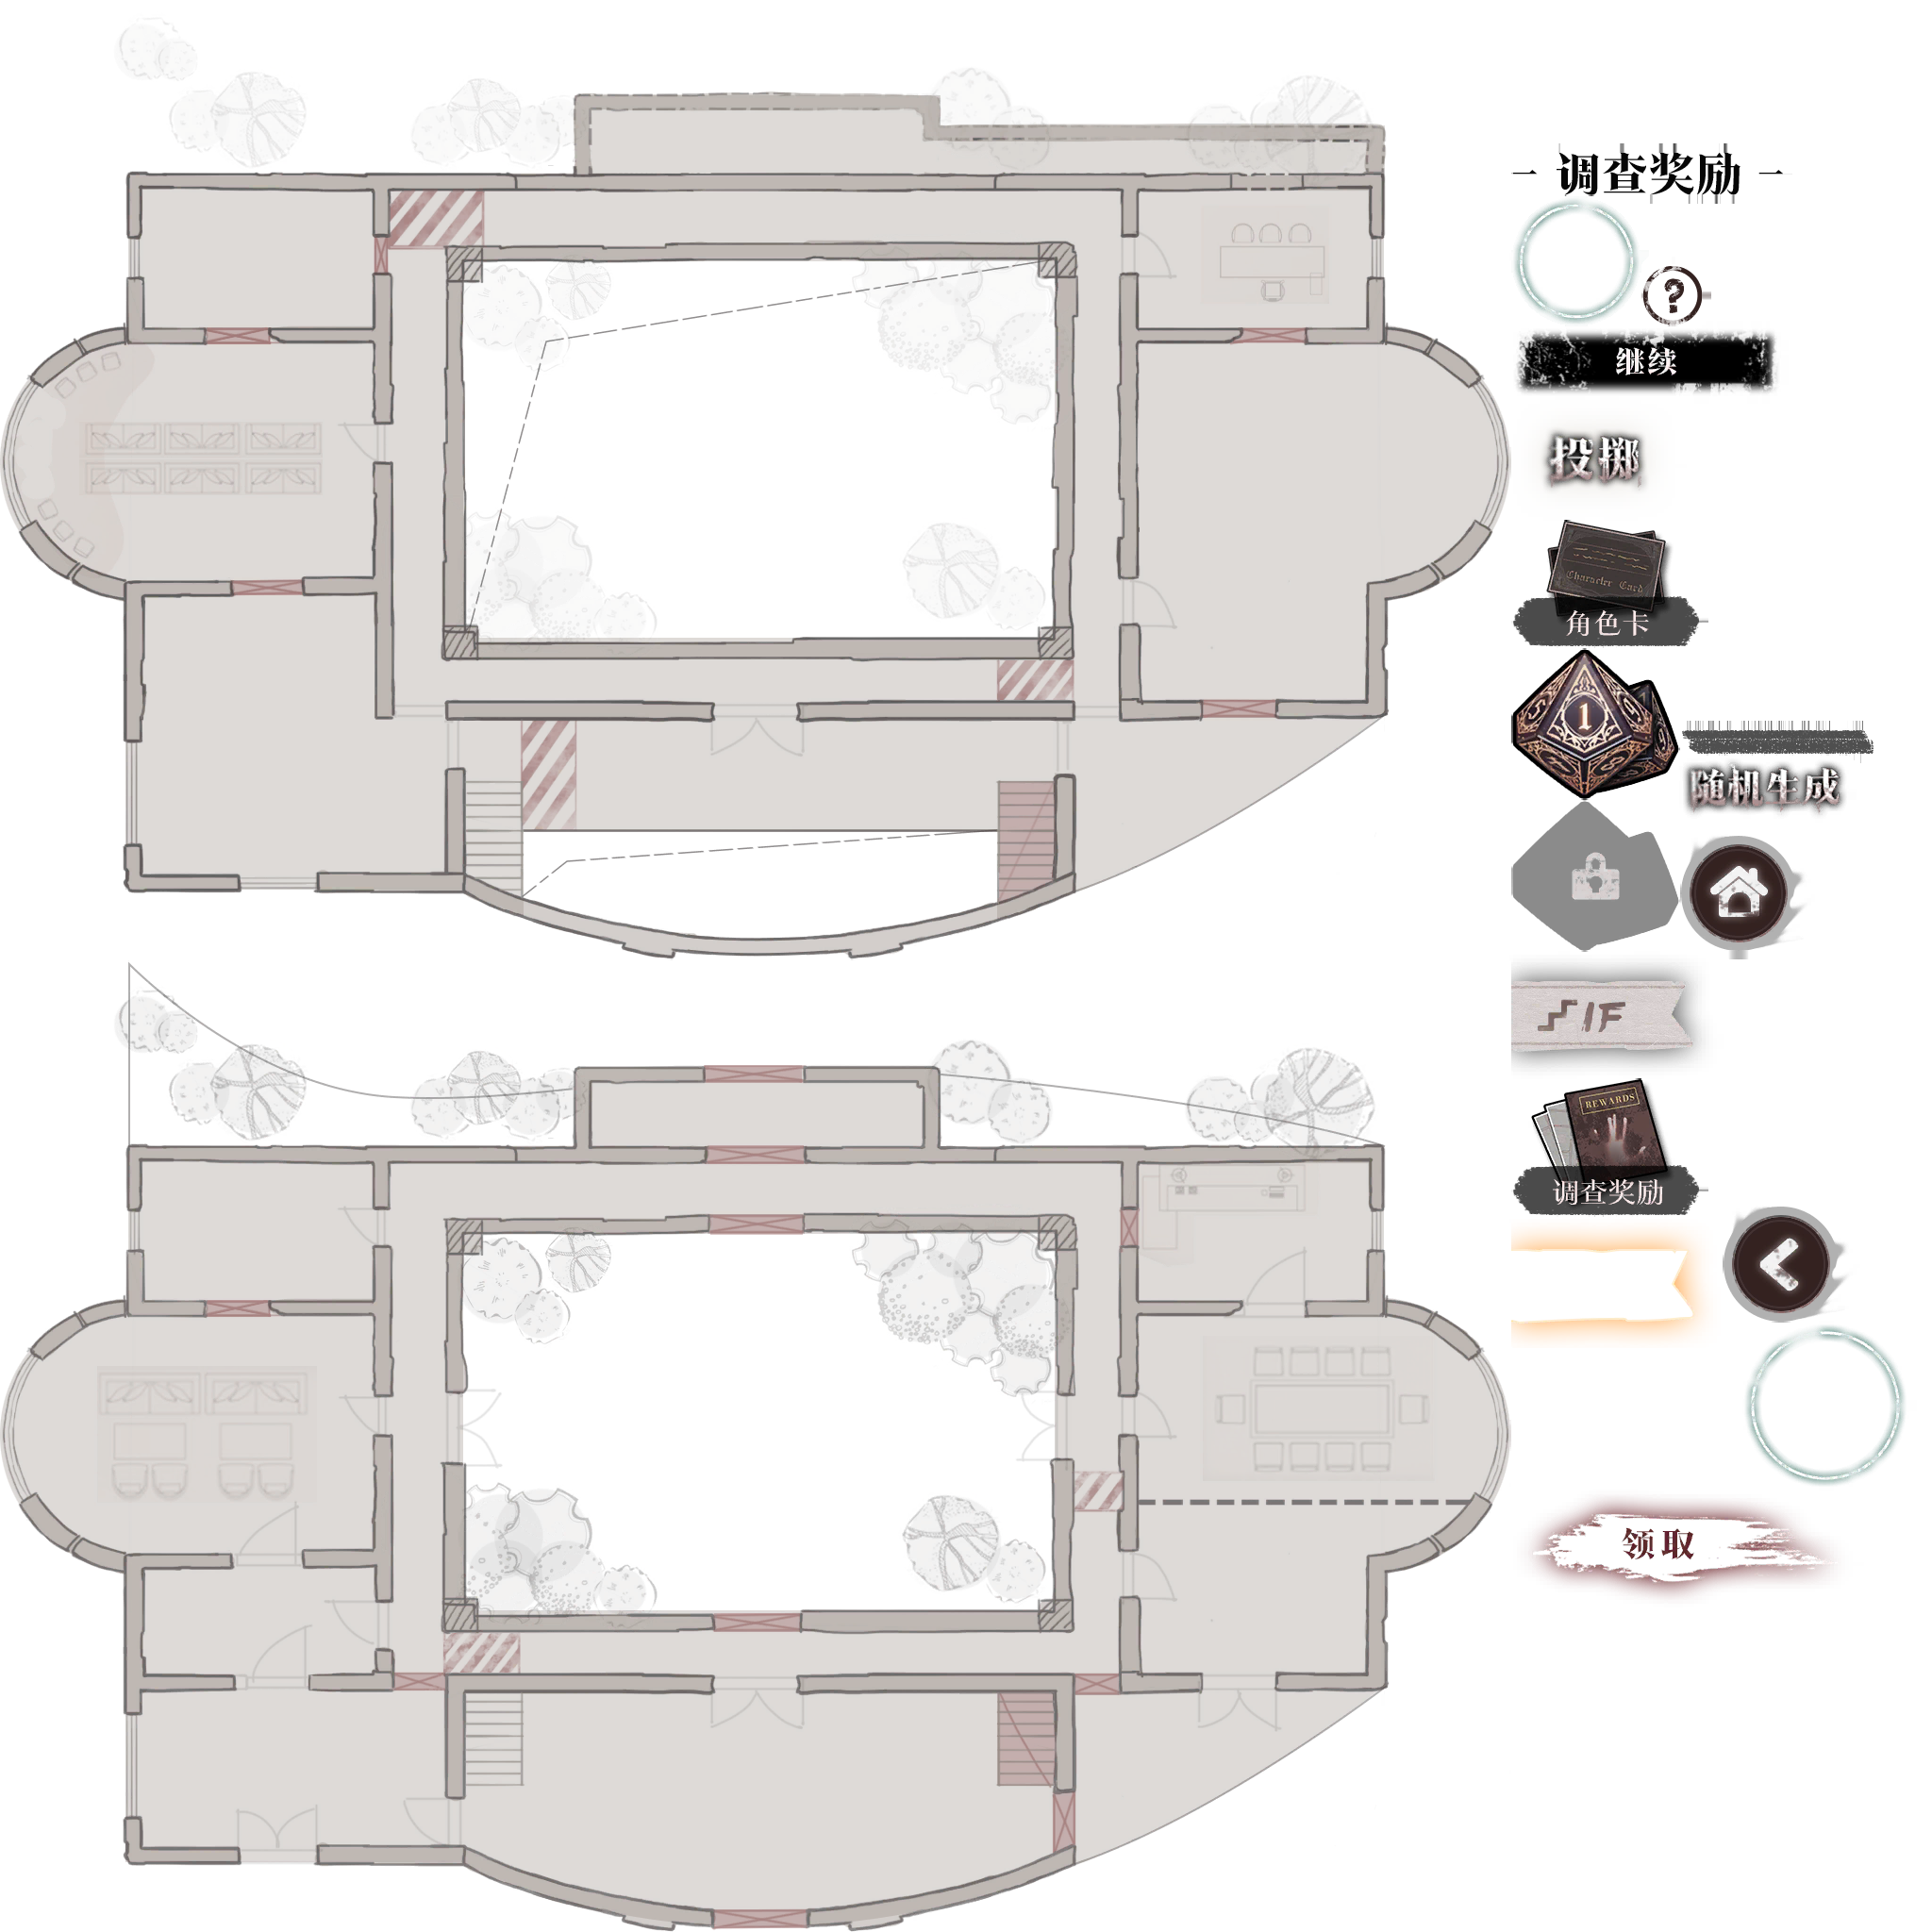 - 调查奖励 -
?
继续
投掷
Character Card
角色卡
1
随机生成
1F
REWARDS
调查奖励
领取